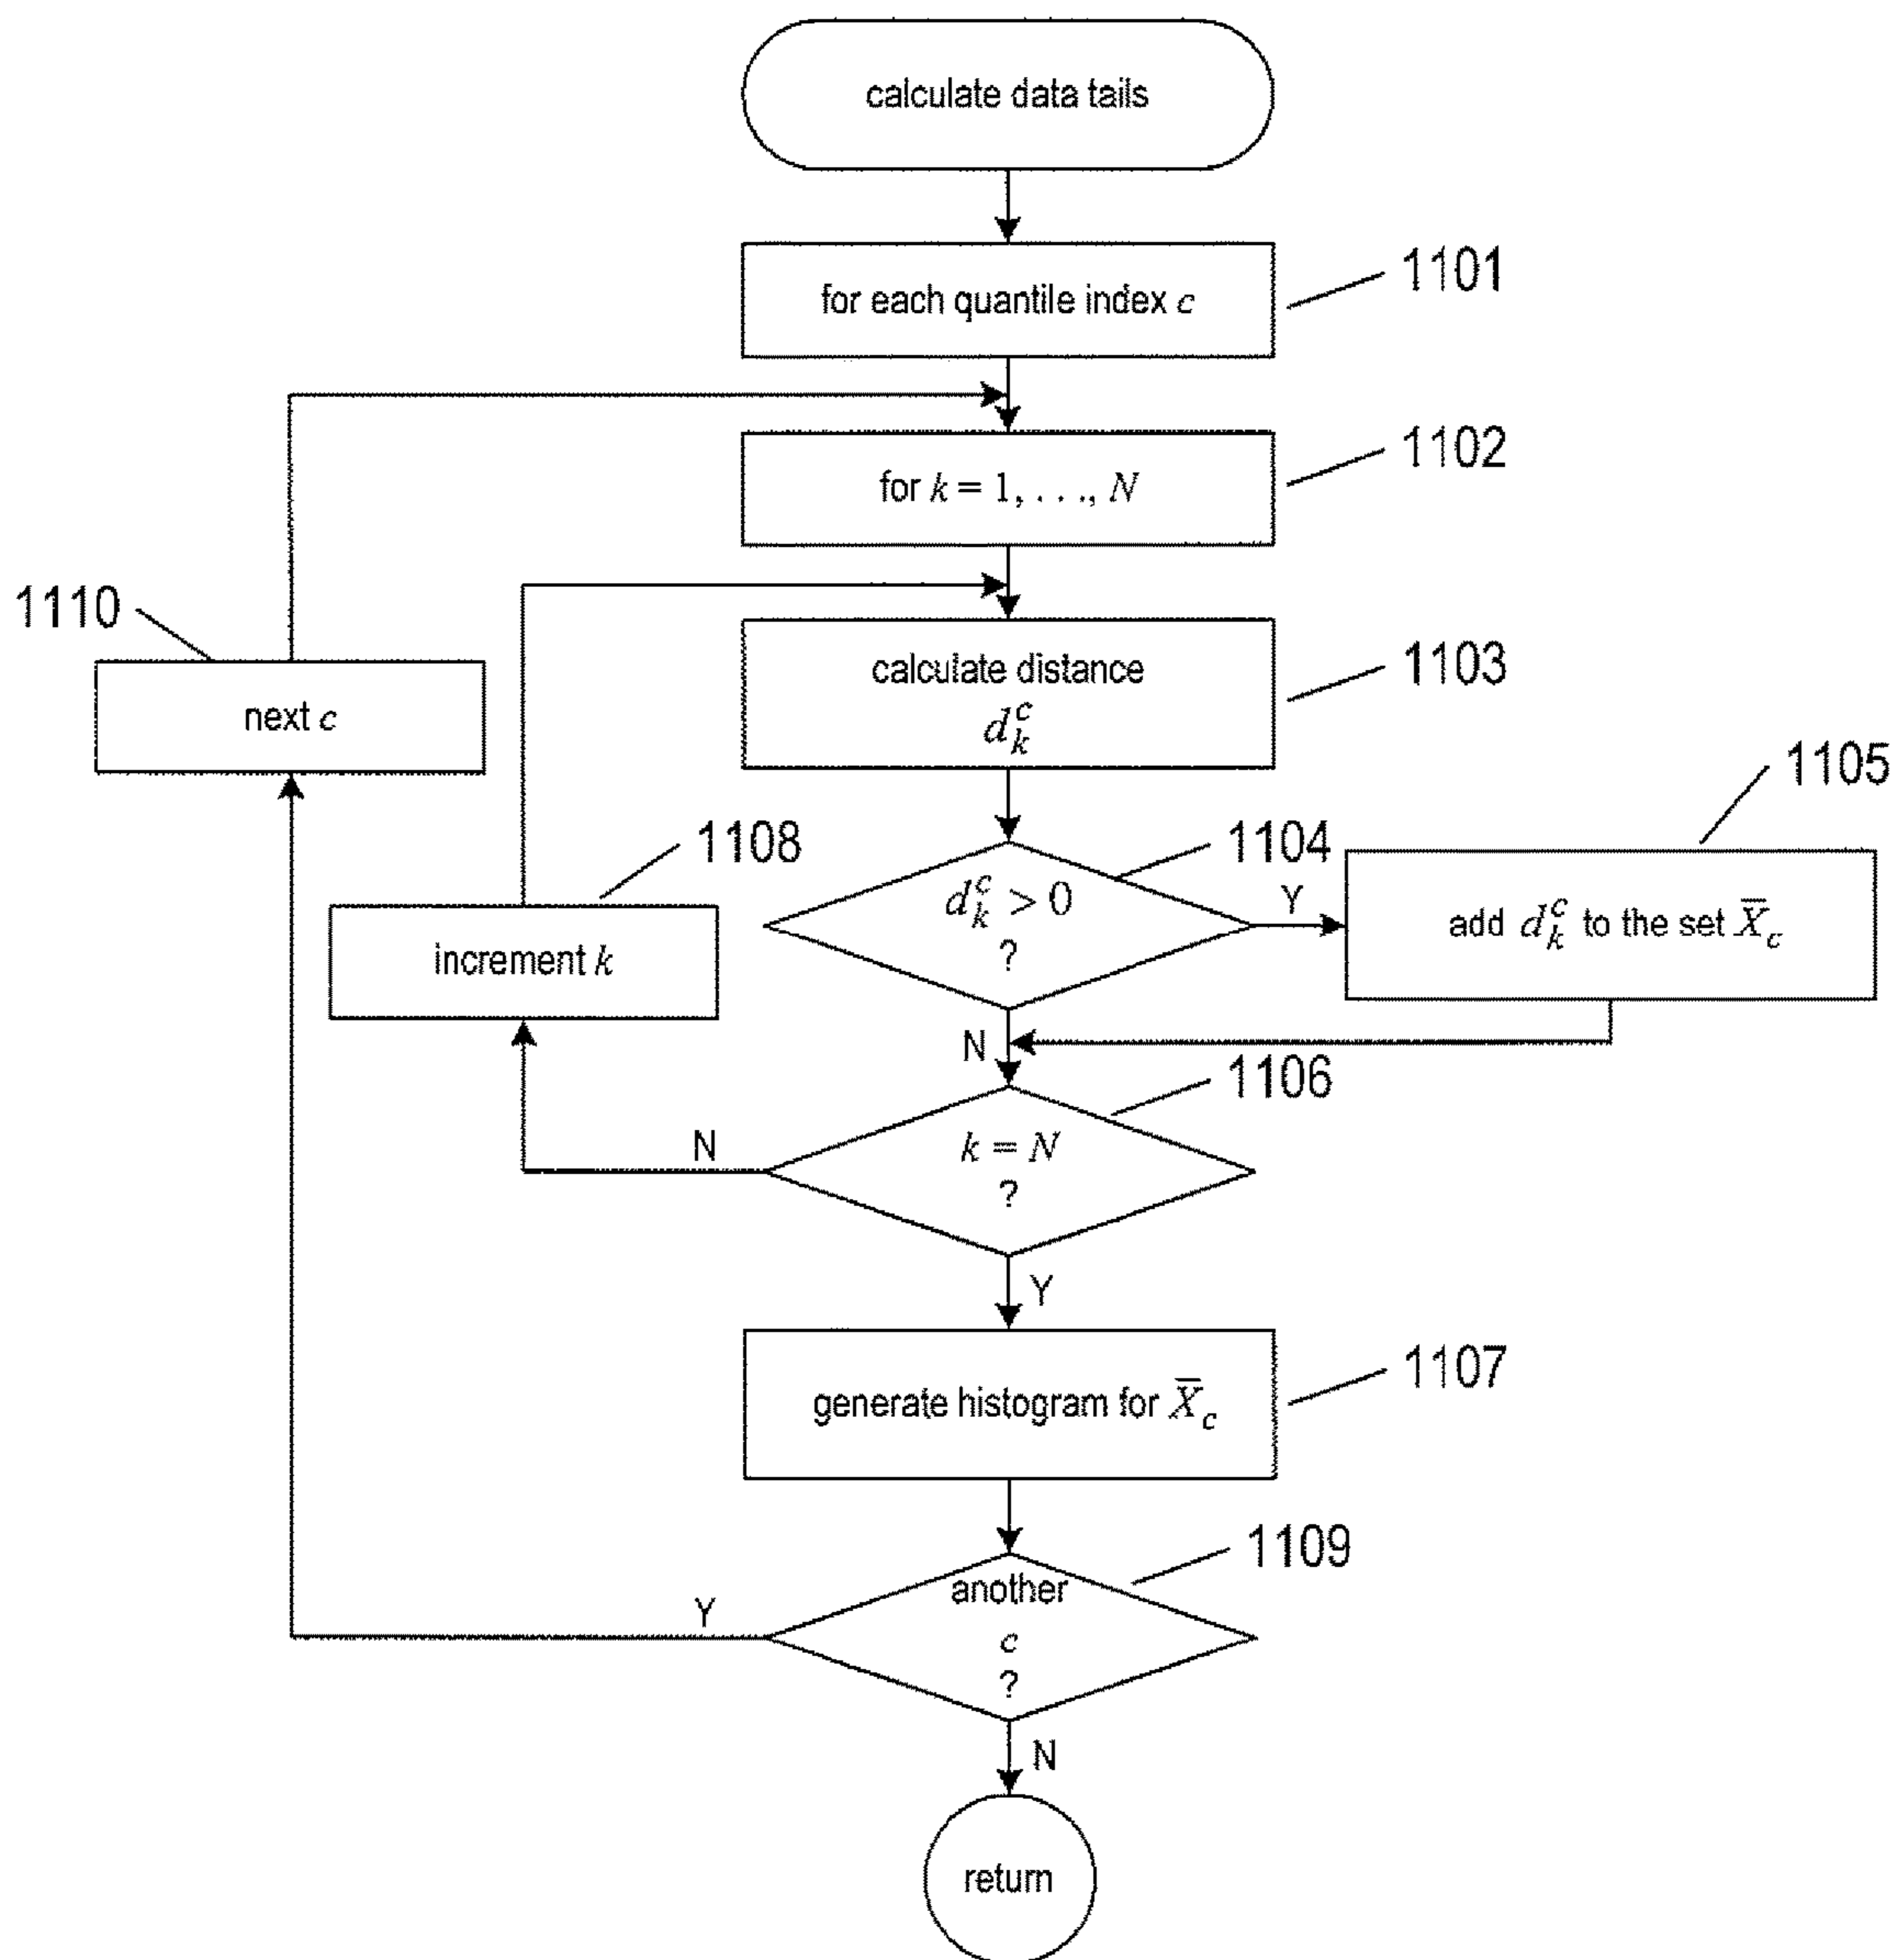 calculate data tails
for each quantile index c
1101
for k = 1, . . ., N
1102
1110
next c
calculate distance
d_k^c
1103
1105
1108
increment k
1104
d_k^c > 0
?
Y
add d_k^c to the set X̅_c
N
1106
k = N
?
N
Y
generate histogram for X̅_c
1107
1109
another
c
?
Y
N
return